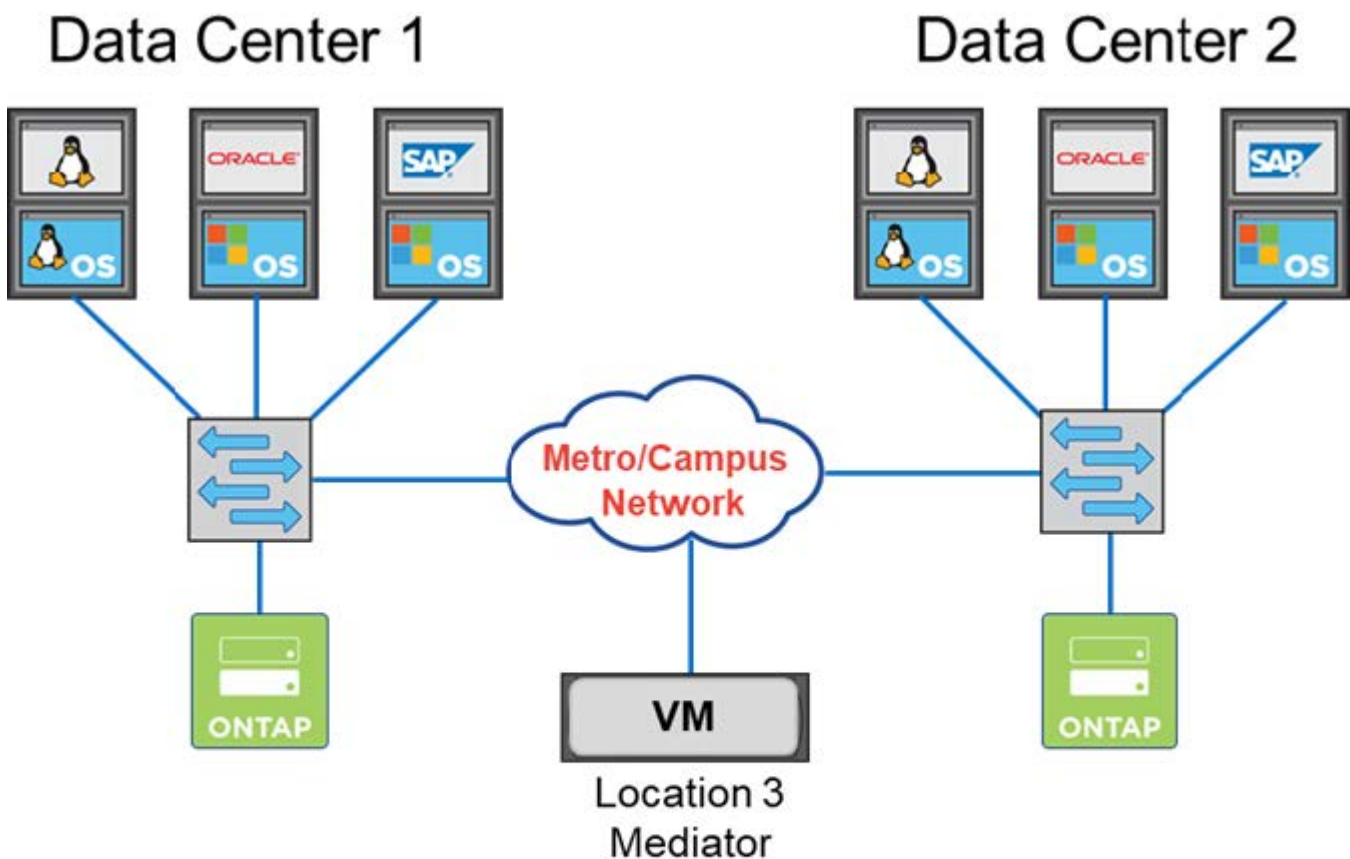 Data Center 1
Data Center 2
ORACLE
SAP
OS
OS
OS
ORACLE
SAP
OS
OS
OS
Metro/Campus
Network
ONTAP
VM
ONTAP
Location 3
Mediator